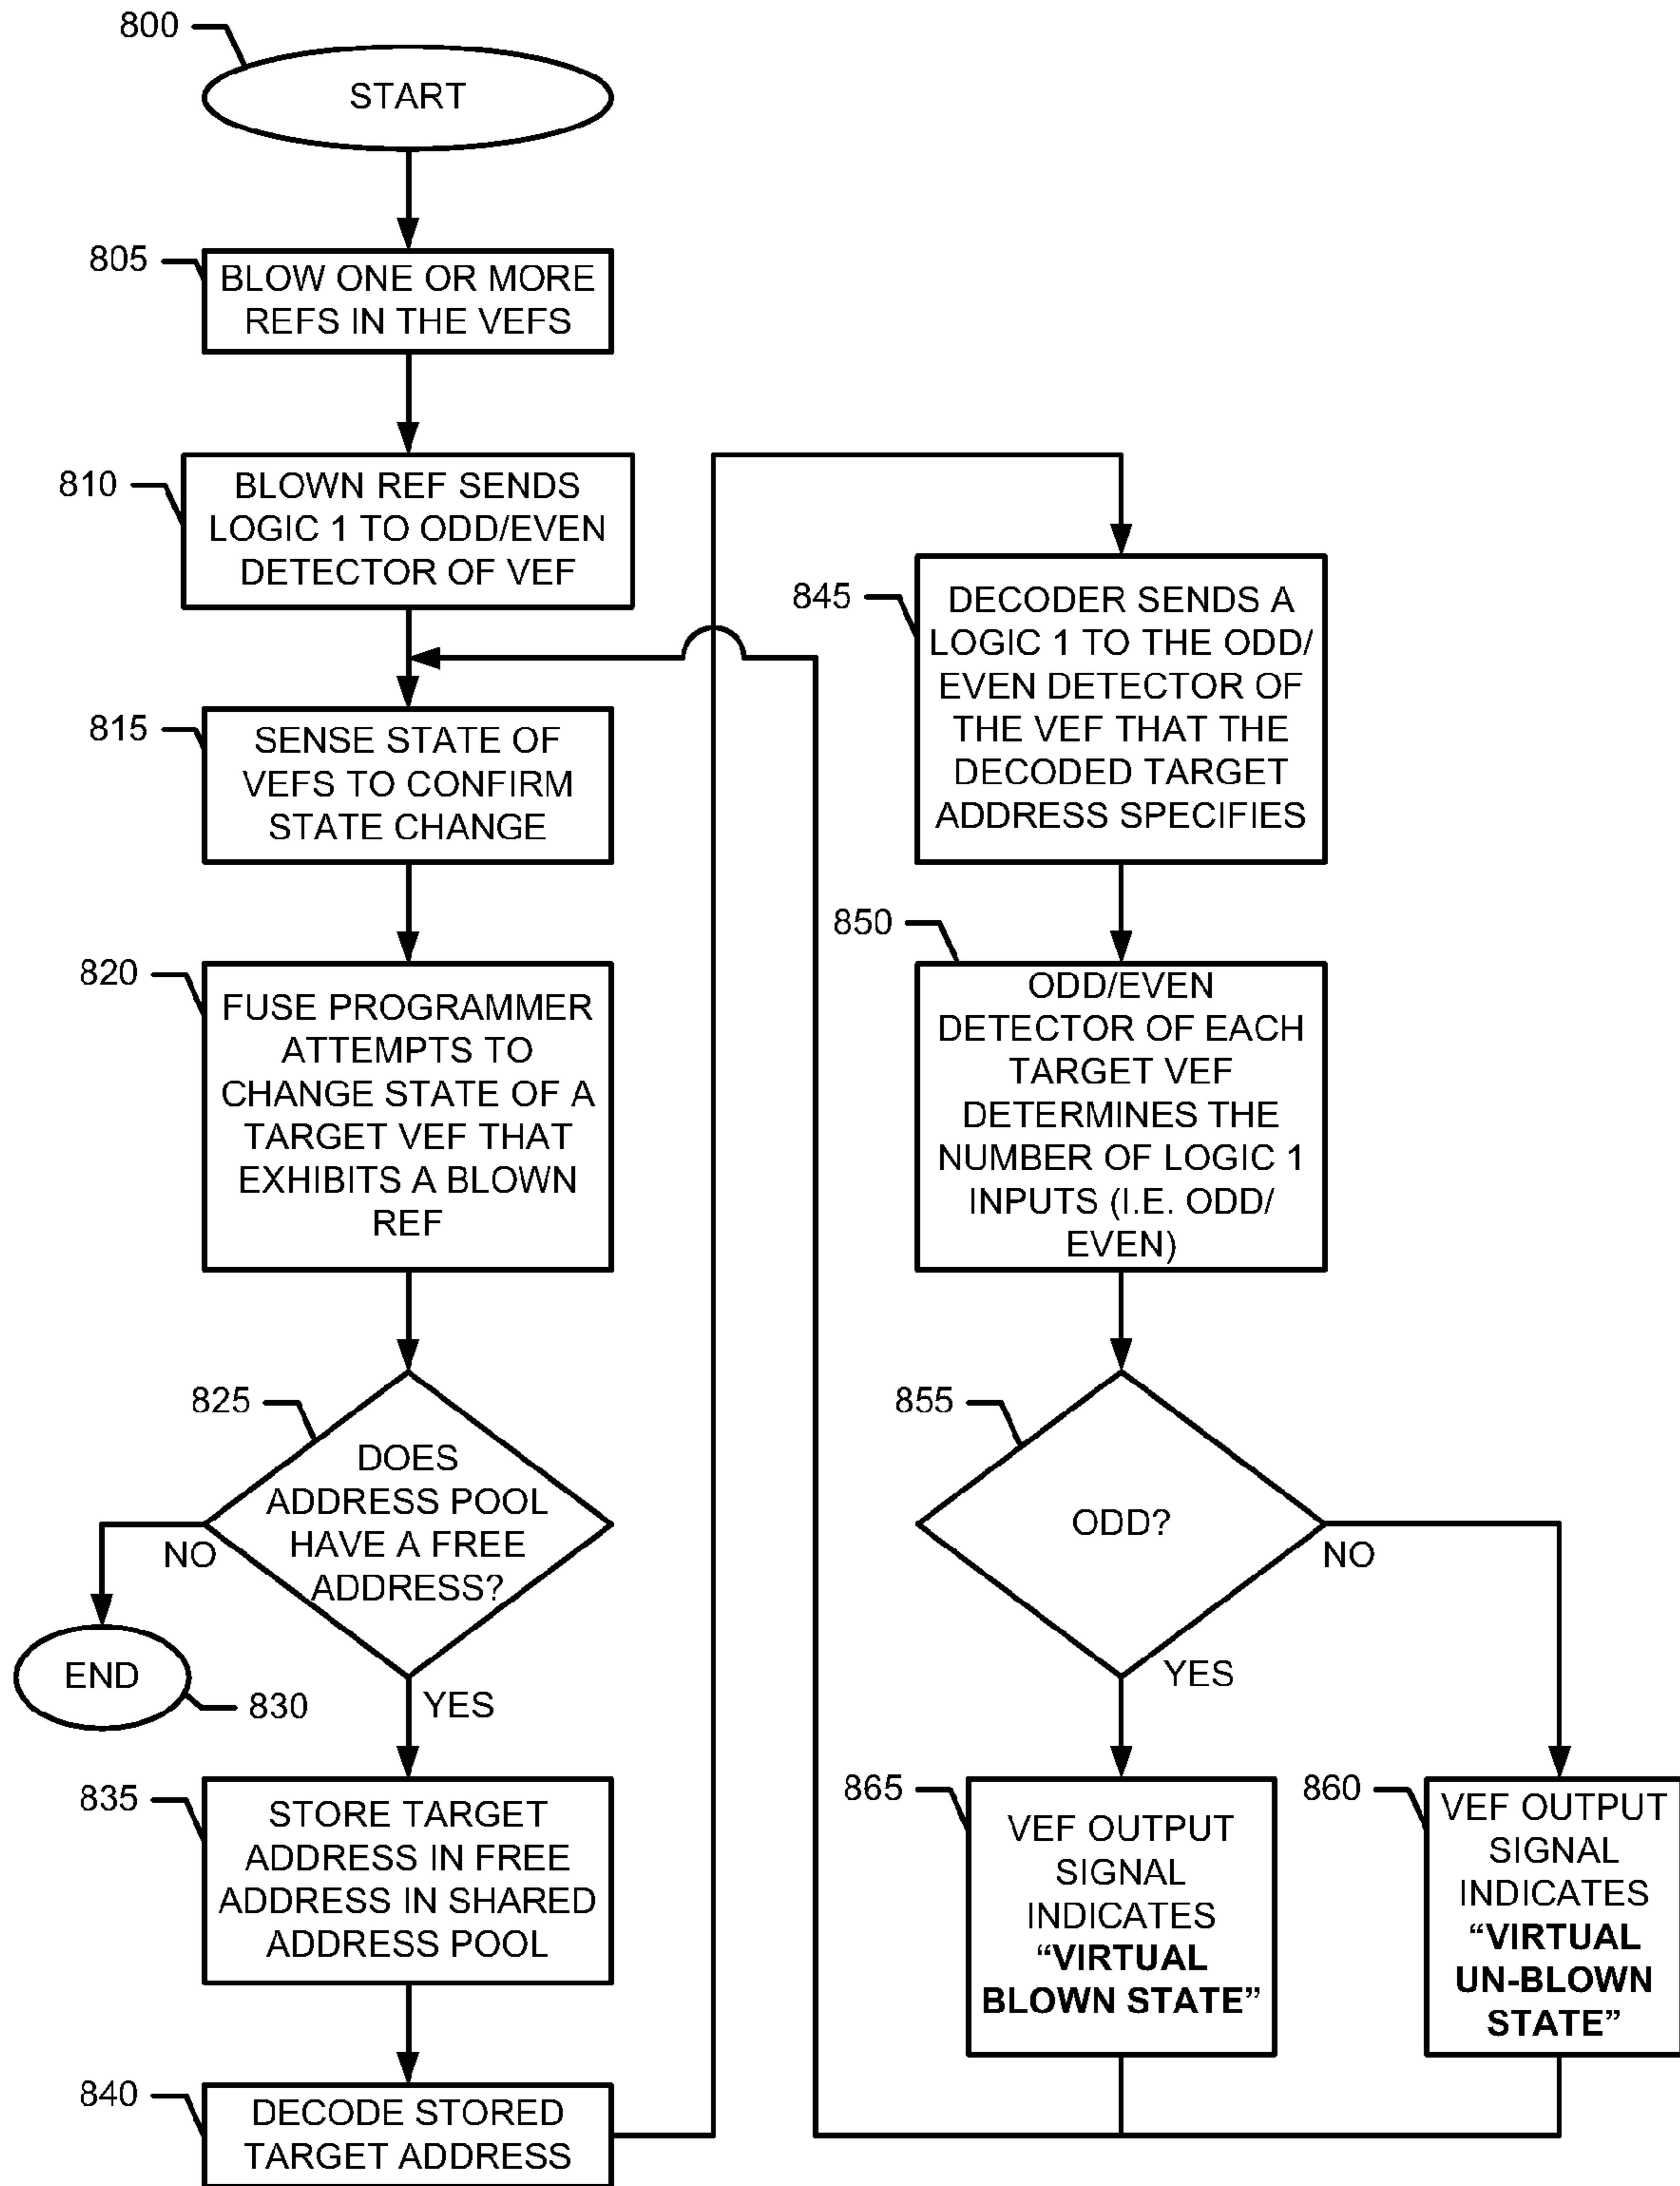 800
START
805
BLOW ONE OR MORE
REFS IN THE VEFS
810
BLOWN REF SENDS
LOGIC 1 TO ODD/EVEN
DETECTOR OF VEF
815
SENSE STATE OF
VEFS TO CONFIRM
STATE CHANGE
820
FUSE PROGRAMMER
ATTEMPTS TO
CHANGE STATE OF A
TARGET VEF THAT
EXHIBITS A BLOWN
REF
825
DOES
ADDRESS POOL
HAVE A FREE
ADDRESS?
NO
END
830
YES
835
STORE TARGET
ADDRESS IN FREE
ADDRESS IN SHARED
ADDRESS POOL
840
DECODE STORED
TARGET ADDRESS
845
DECODER SENDS A
LOGIC 1 TO THE ODD/
EVEN DETECTOR OF
THE VEF THAT THE
DECODED TARGET
ADDRESS SPECIFIES
850
ODD/EVEN
DETECTOR OF EACH
TARGET VEF
DETERMINES THE
NUMBER OF LOGIC 1
INPUTS (I.E. ODD/
EVEN)
855
ODD?
NO
YES
865
VEF OUTPUT
SIGNAL
INDICATES
“VIRTUAL
BLOWN STATE”
860
VEF OUTPUT
SIGNAL
INDICATES
“VIRTUAL
UN-BLOWN
STATE”